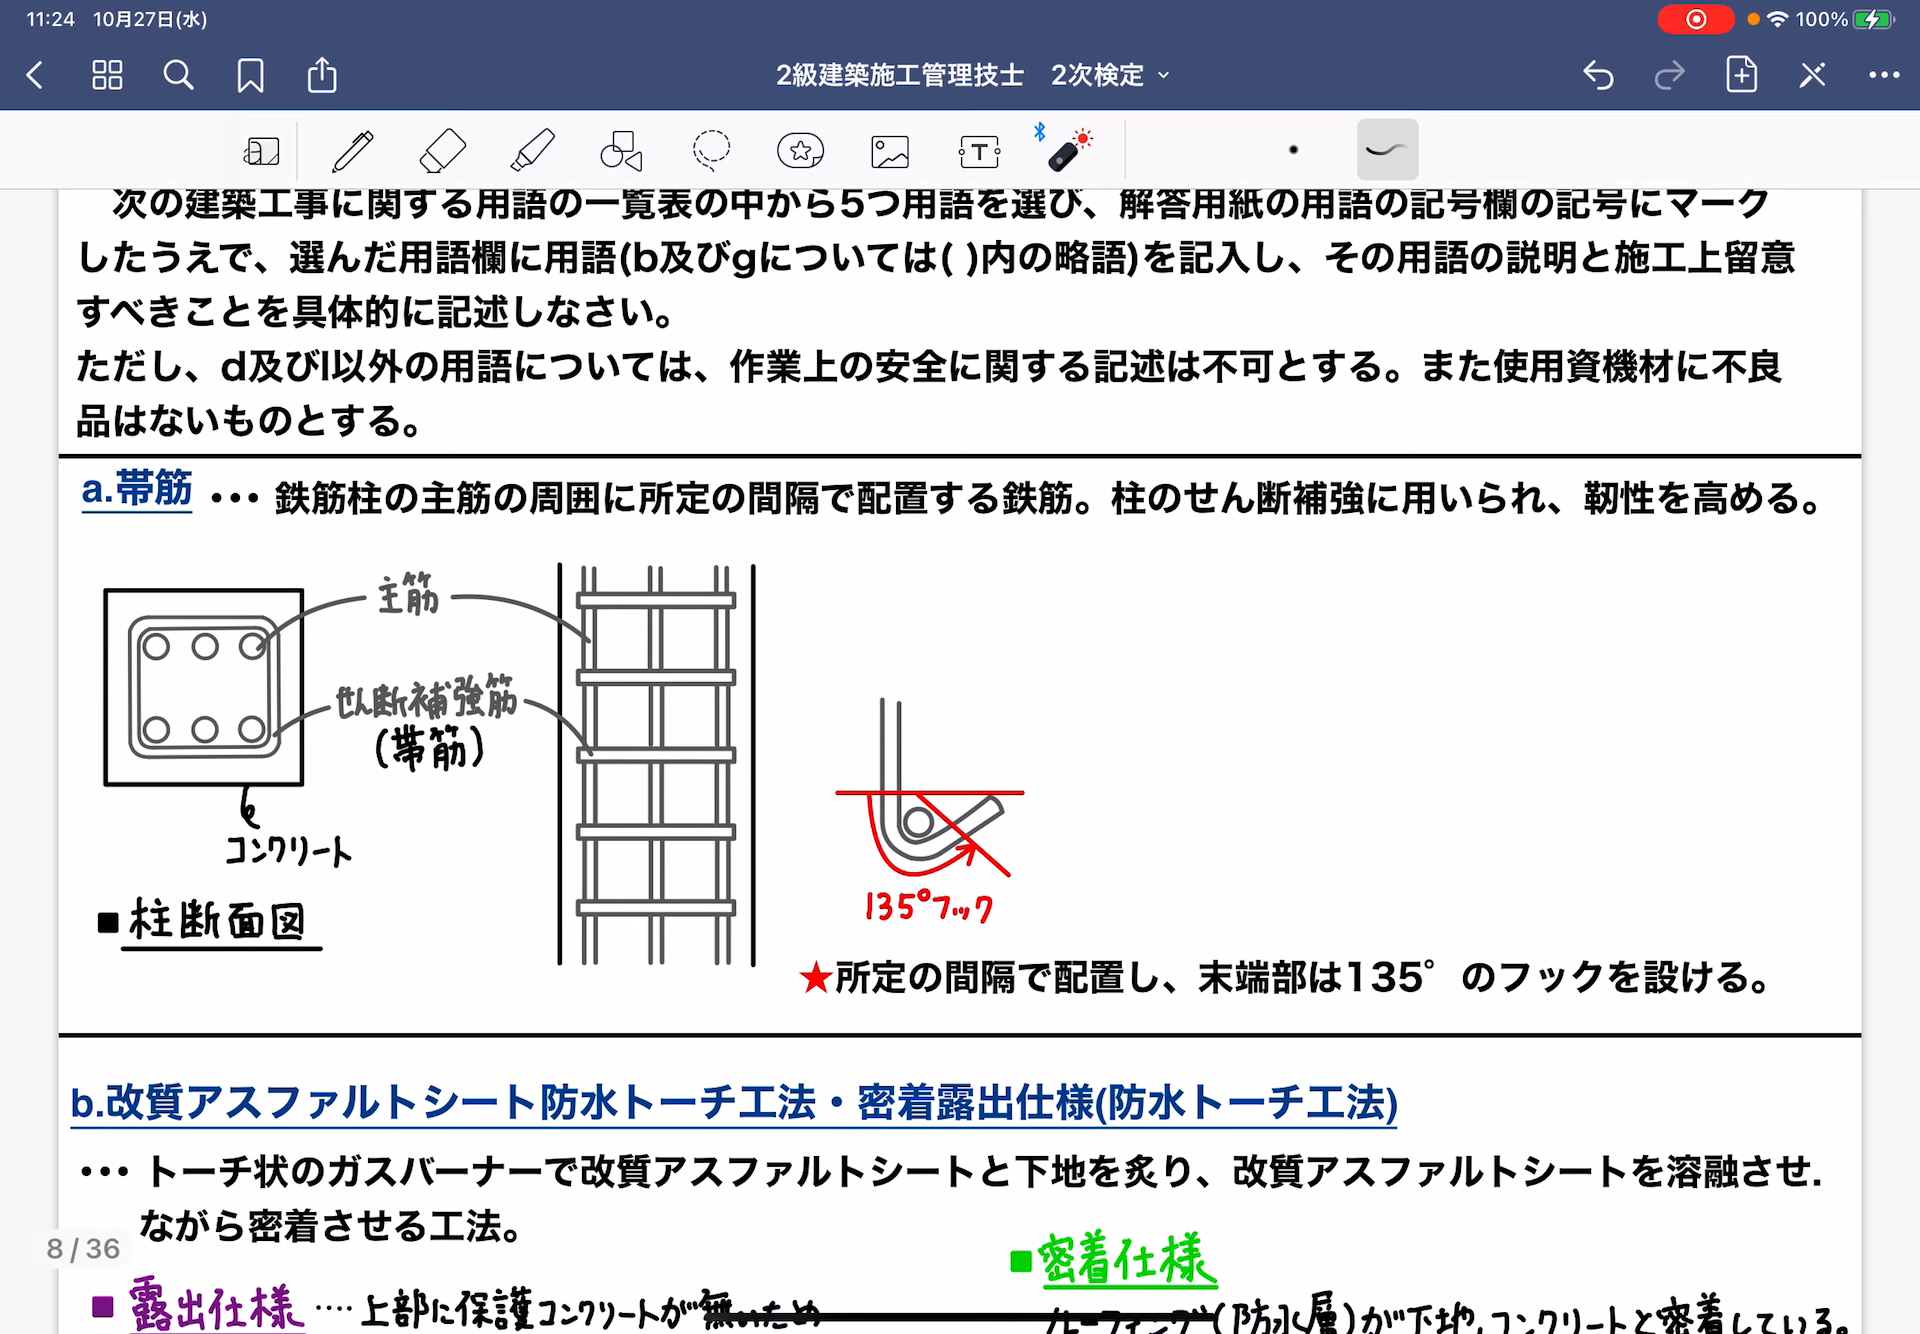 11:24 10月27日(水)
100%
2級建築施工管理技士 2次検定
次の建築工事に関する用語の一覧表の中から5つ用語を選び、解答用紙の用語の記号欄の記号にマーク
したうえで、選んだ用語欄に用語(b及びgについては( )内の略語)を記入し、その用語の説明と施工上留意
すべきことを具体的に記述しなさい。
ただし、d及びl以外の用語については、作業上の安全に関する記述は不可とする。また使用資機材に不良
品はないものとする。
a.帯筋 ••• 鉄筋柱の主筋の周囲に所定の間隔で配置する鉄筋。柱のせん断補強に用いられ、靭性を高める。
主筋
せん断補強筋
(帯筋)
コンクリート
■柱断面図
135°フック
★所定の間隔で配置し、末端部は135°のフックを設ける。
b.改質アスファルトシート防水トーチ工法・密着露出仕様(防水トーチ工法)
••• トーチ状のガスバーナーで改質アスファルトシートと下地を炙り、改質アスファルトシートを溶融させ.
ながら密着させる工法。
8 / 36
■密着仕様
■露出仕様 ････上部に保護コンクリートが無いため
(防水層)が下地コンクリートと密着している。